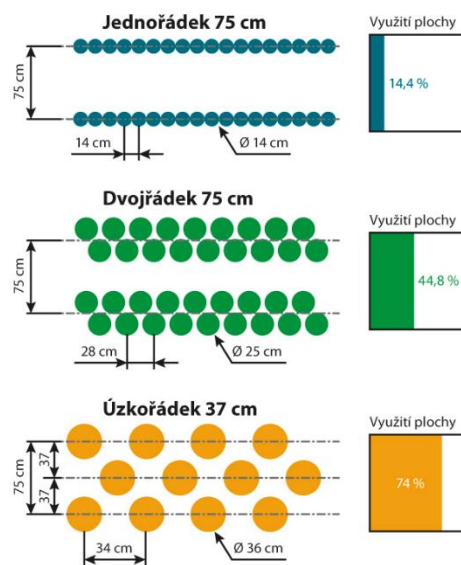 Jednořádek 75 cm
Využití plochy
75 cm
14,4 %
14 cm
Ø 14 cm
Dvojřádek 75 cm
Využití plochy
75 cm
44,8 %
28 cm
Ø 25 cm
Úzkořádek 37 cm
Využití plochy
75 cm
37
37
74 %
34 cm
Ø 36 cm